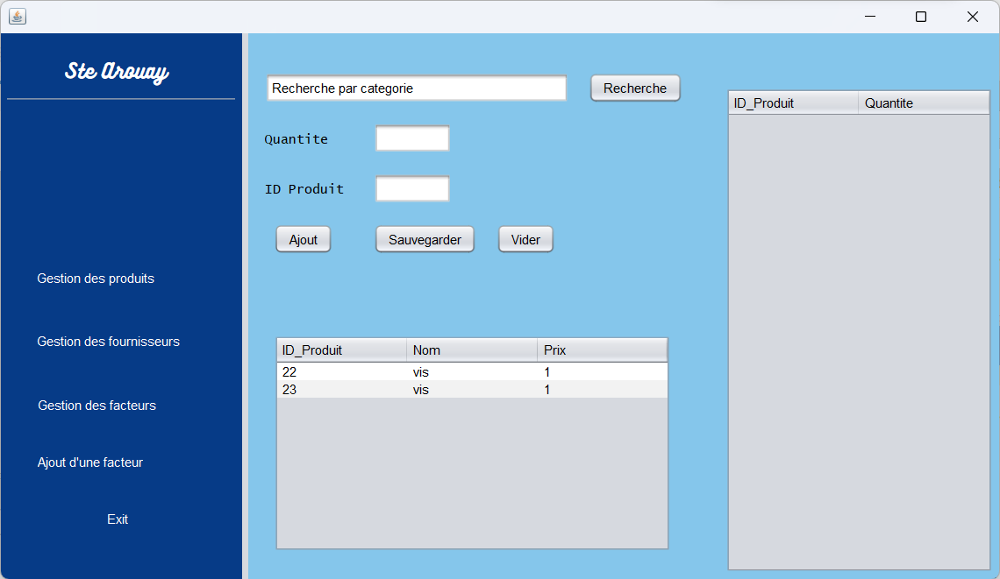 Ste Arouay
Gestion des produits
Gestion des fournisseurs
Gestion des facteurs
Ajout d'une facteur
Exit
Recherche par categorie
Recherche
Quantite
ID Produit
Ajout
Sauvegarder
Vider
ID_Produit Nom Prix
22 vis 1
23 vis 1
ID_Produit Quantite